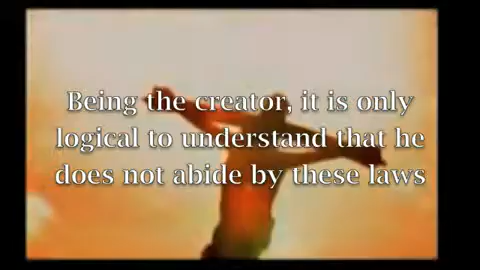 Being the creator, it is only
logical to understand that he
does not abide by these laws